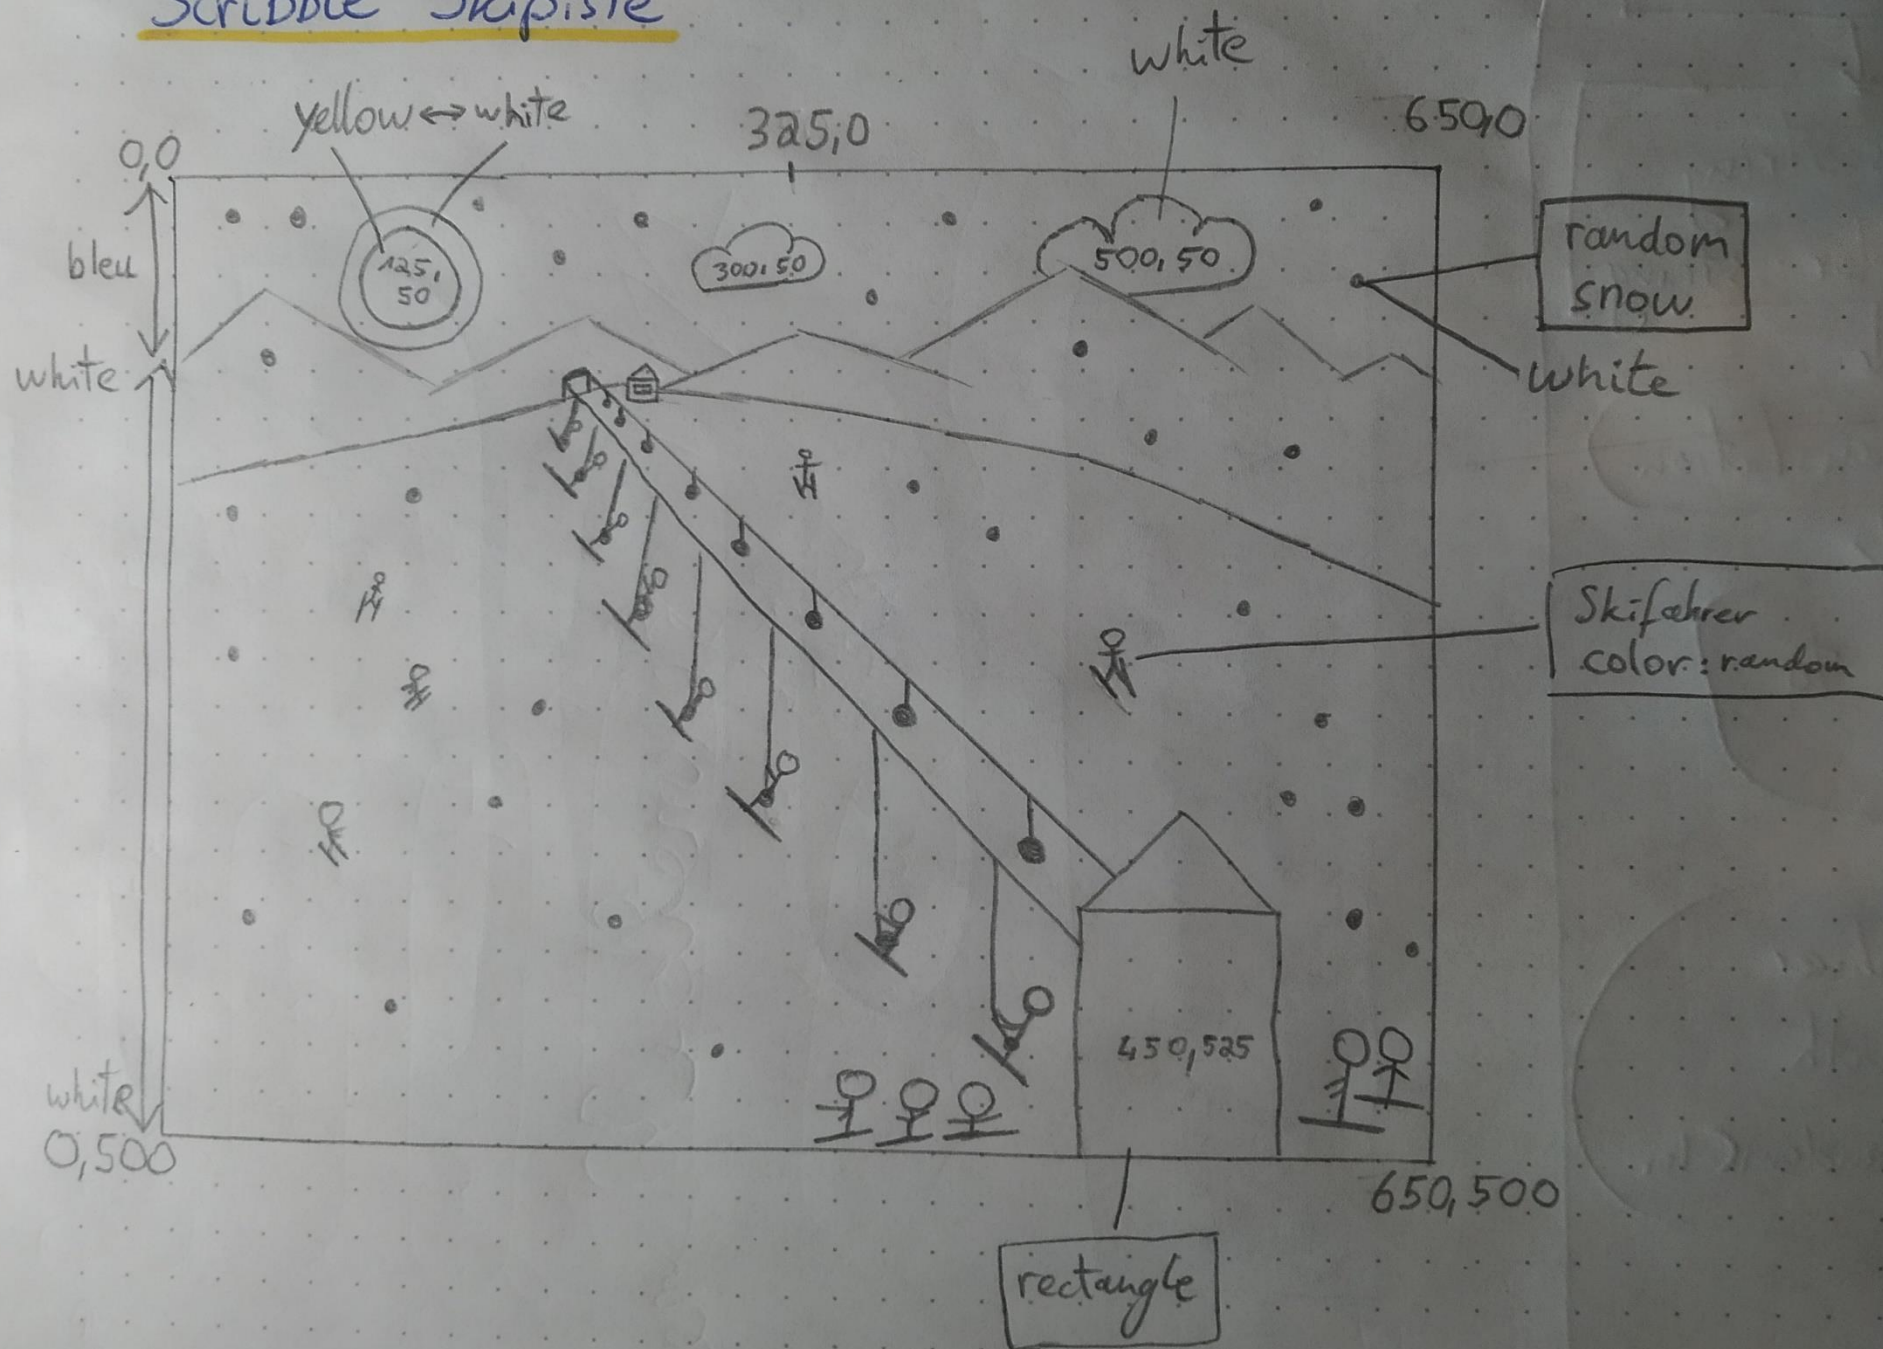 Scribble Skipiste
white
yellow ↔ white
325,0
650,0
0,0
bleu
125,
50
300,50
500,50
random
snow
white
white
Skifahrer
color: random
450,525
white
0,500
650,500
rectangle